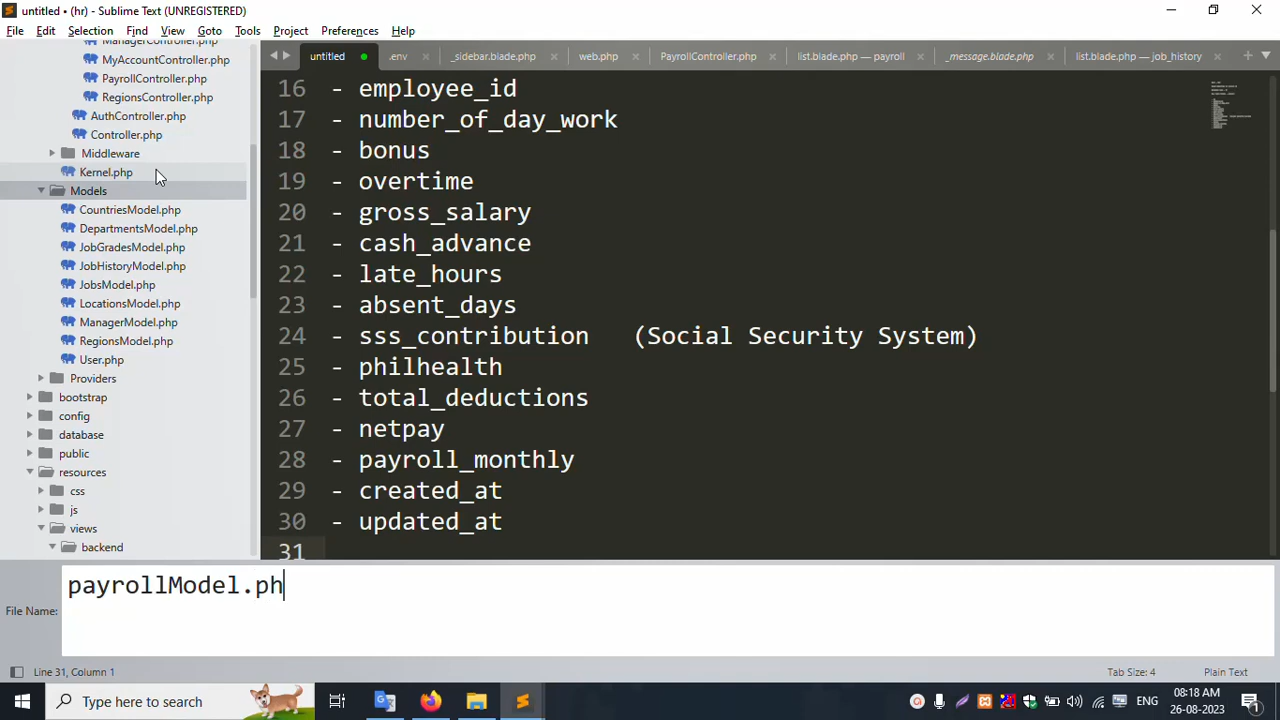 untitled • (hr) - Sublime Text (UNREGISTERED)
File Edit Selection Find View Goto Tools Project Preferences Help
untitled .env _sidebar.blade.php web.php PayrollController.php list.blade.php — payroll _message.blade.php list.blade.php — job_history
ManagerController.php
MyAccountController.php
PayrollController.php
RegionsController.php
AuthController.php
Controller.php
Middleware
Kernel.php
Models
CountriesModel.php
DepartmentsModel.php
JobGradesModel.php
JobHistoryModel.php
JobsModel.php
LocationsModel.php
ManagerModel.php
RegionsModel.php
User.php
Providers
bootstrap
config
database
public
resources
css
js
views
backend
16 - employee_id
17 - number_of_day_work
18 - bonus
19 - overtime
20 - gross_salary
21 - cash_advance
22 - late_hours
23 - absent_days
24 - sss_contribution (Social Security System)
25 - philhealth
26 - total_deductions
27 - netpay
28 - payroll_monthly
29 - created_at
30 - updated_at
31
File Name: payrollModel.ph
Line 31, Column 1 Tab Size: 4 Plain Text
Type here to search ENG 08:18 AM
26-08-2023